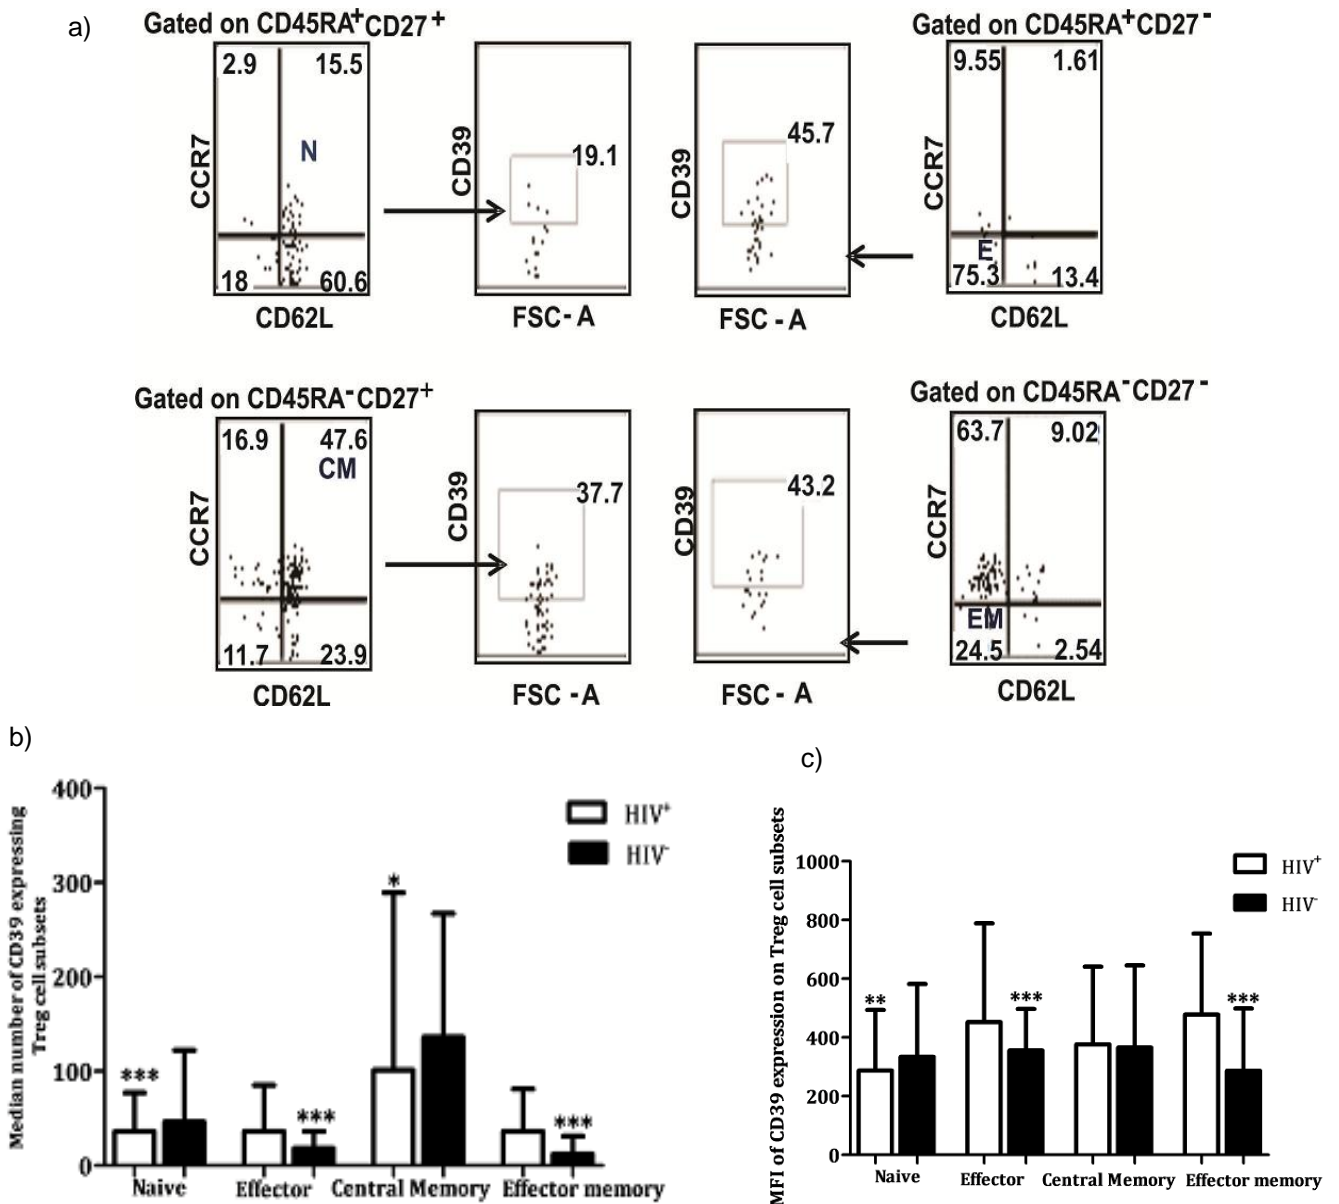 a)
Gated on CD45RA+CD27+
2.9 15.5
N
18 60.6
CCR7
CD62L
19.1
CD39
FSC-A
45.7
CD39
FSC-A
Gated on CD45RA+CD27-
9.55 1.61
E
75.3 13.4
CCR7
CD62L
Gated on CD45RA-CD27+
16.9 47.6
CM
11.7 23.9
CCR7
CD62L
37.7
CD39
FSC-A
43.2
CD39
FSC-A
Gated on CD45RA-CD27-
63.7 9.02
EM
24.5 2.54
CCR7
CD62L
b)
Median number of CD39 expressing
Treg cell subsets
400
300
200
100
0
HIV+
HIV-
***
***
*
***
Naive Effector Central Memory Effector memory
c)
MFI of CD39 expression on Treg cell subsets
1000
800
600
400
200
0
HIV+
HIV-
**
***
***
Naive Effector Central Memory Effector memory